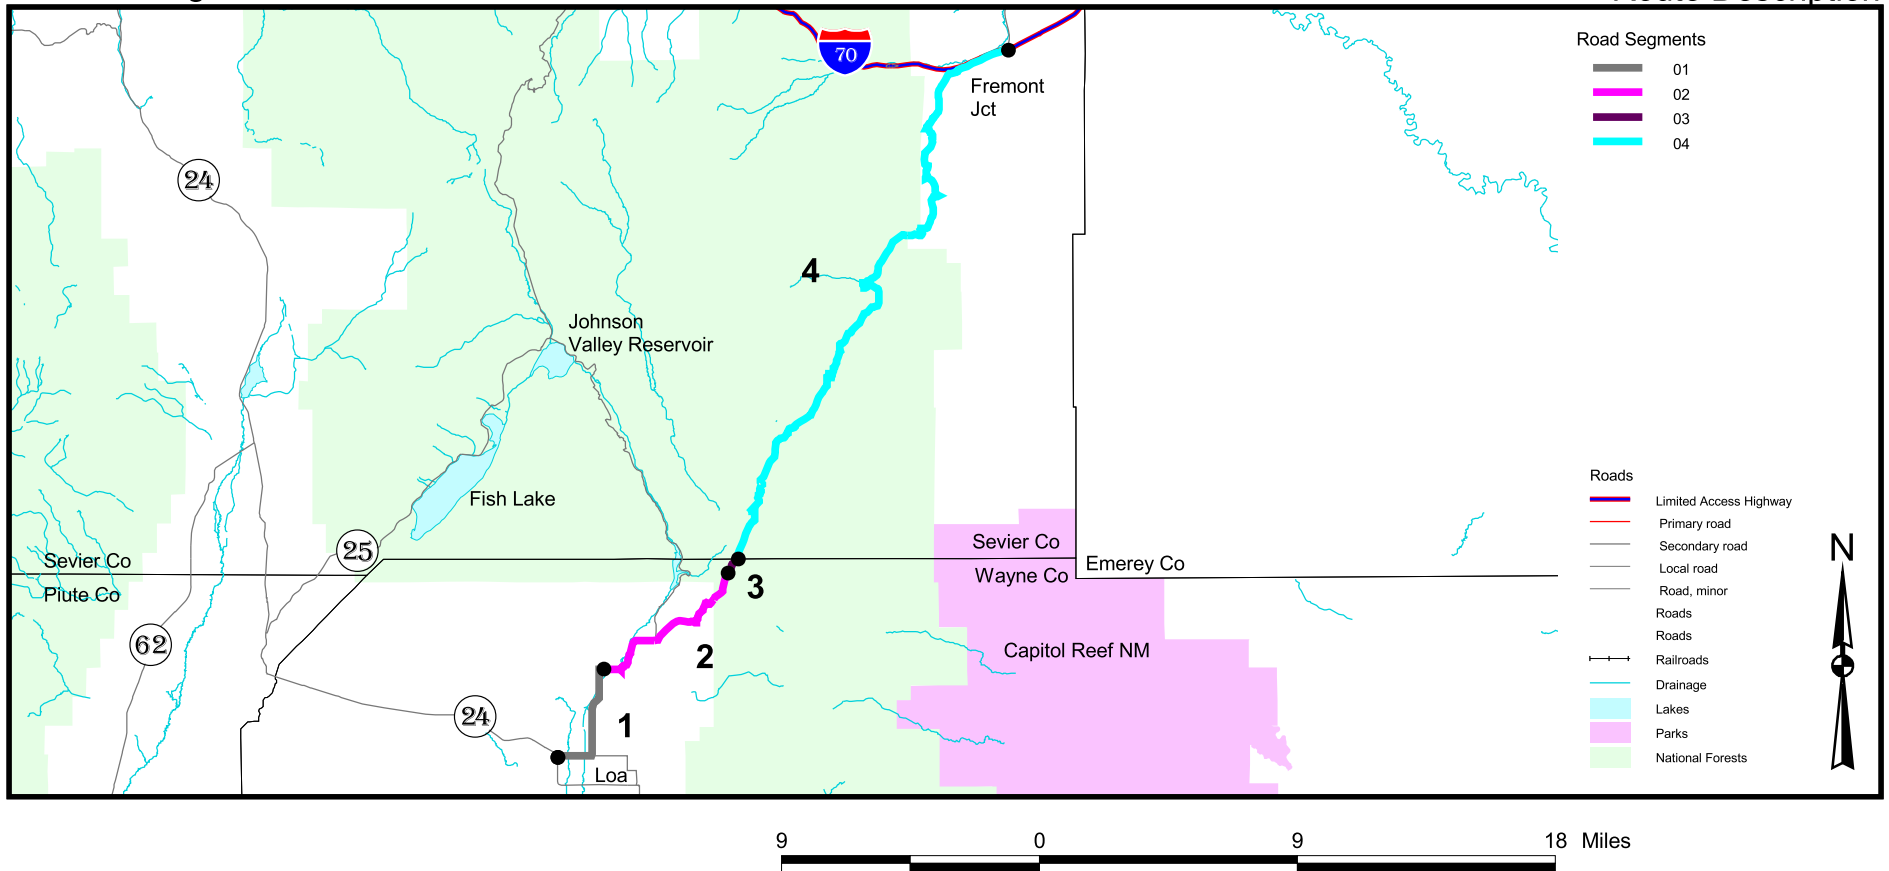 70
Fremont
Jct
Road Segments
01
02
03
04
24
4
Johnson
Valley Reservoir
Fish Lake
25
Sevier Co
Piute Co
Sevier Co
Wayne Co
Emerey Co
3
62
2
Capitol Reef NM
24
1
Loa
Roads
Limited Access Highway
Primary road
Secondary road
Local road
Road, minor
Roads
Roads
Railroads
Drainage
Lakes
Parks
National Forests
N
9 0 9 18 Miles